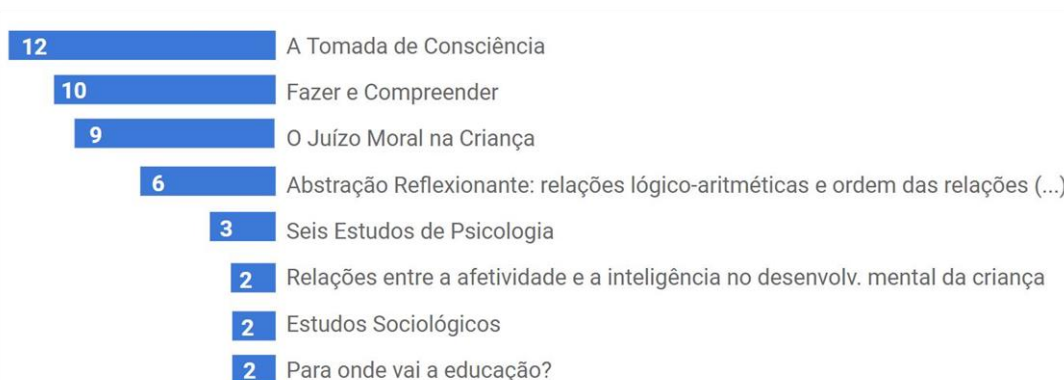 12 A Tomada de Consciência
10 Fazer e Compreender
9 O Juízo Moral na Criança
6 Abstração Reflexionante: relações lógico-aritméticas e ordem das relações (...)
3 Seis Estudos de Psicologia
2 Relações entre a afetividade e a inteligência no desenvolv. mental da criança
2 Estudos Sociológicos
2 Para onde vai a educação?